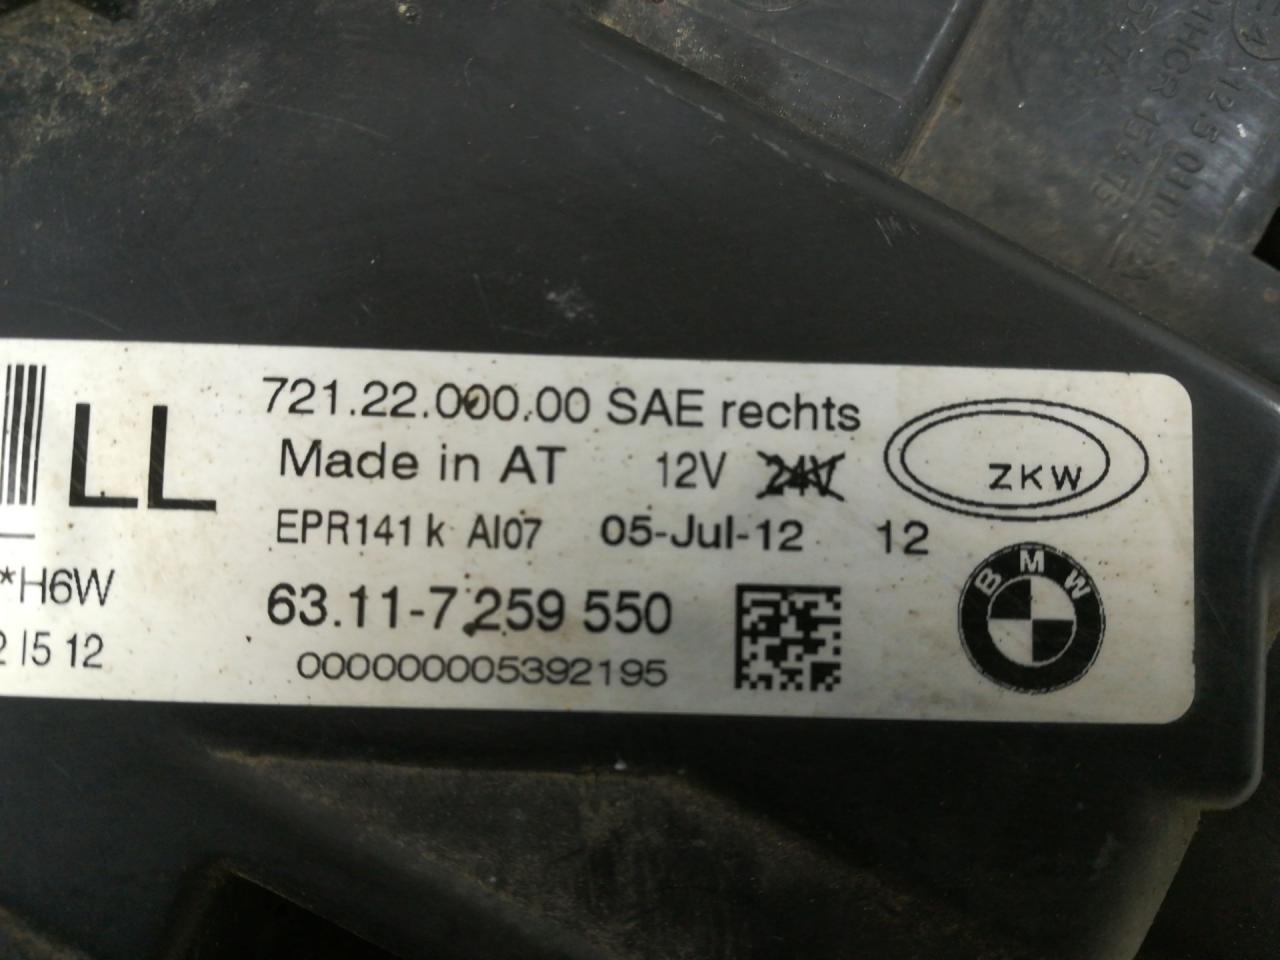 LL
721.22.000.00 SAE rechts
Made in AT 12V 24V
EPR141 k AI07 05-Jul-12 12
ZKW
*H6W
63.11-7 259 550
BMW
2 I5 12
000000005392195